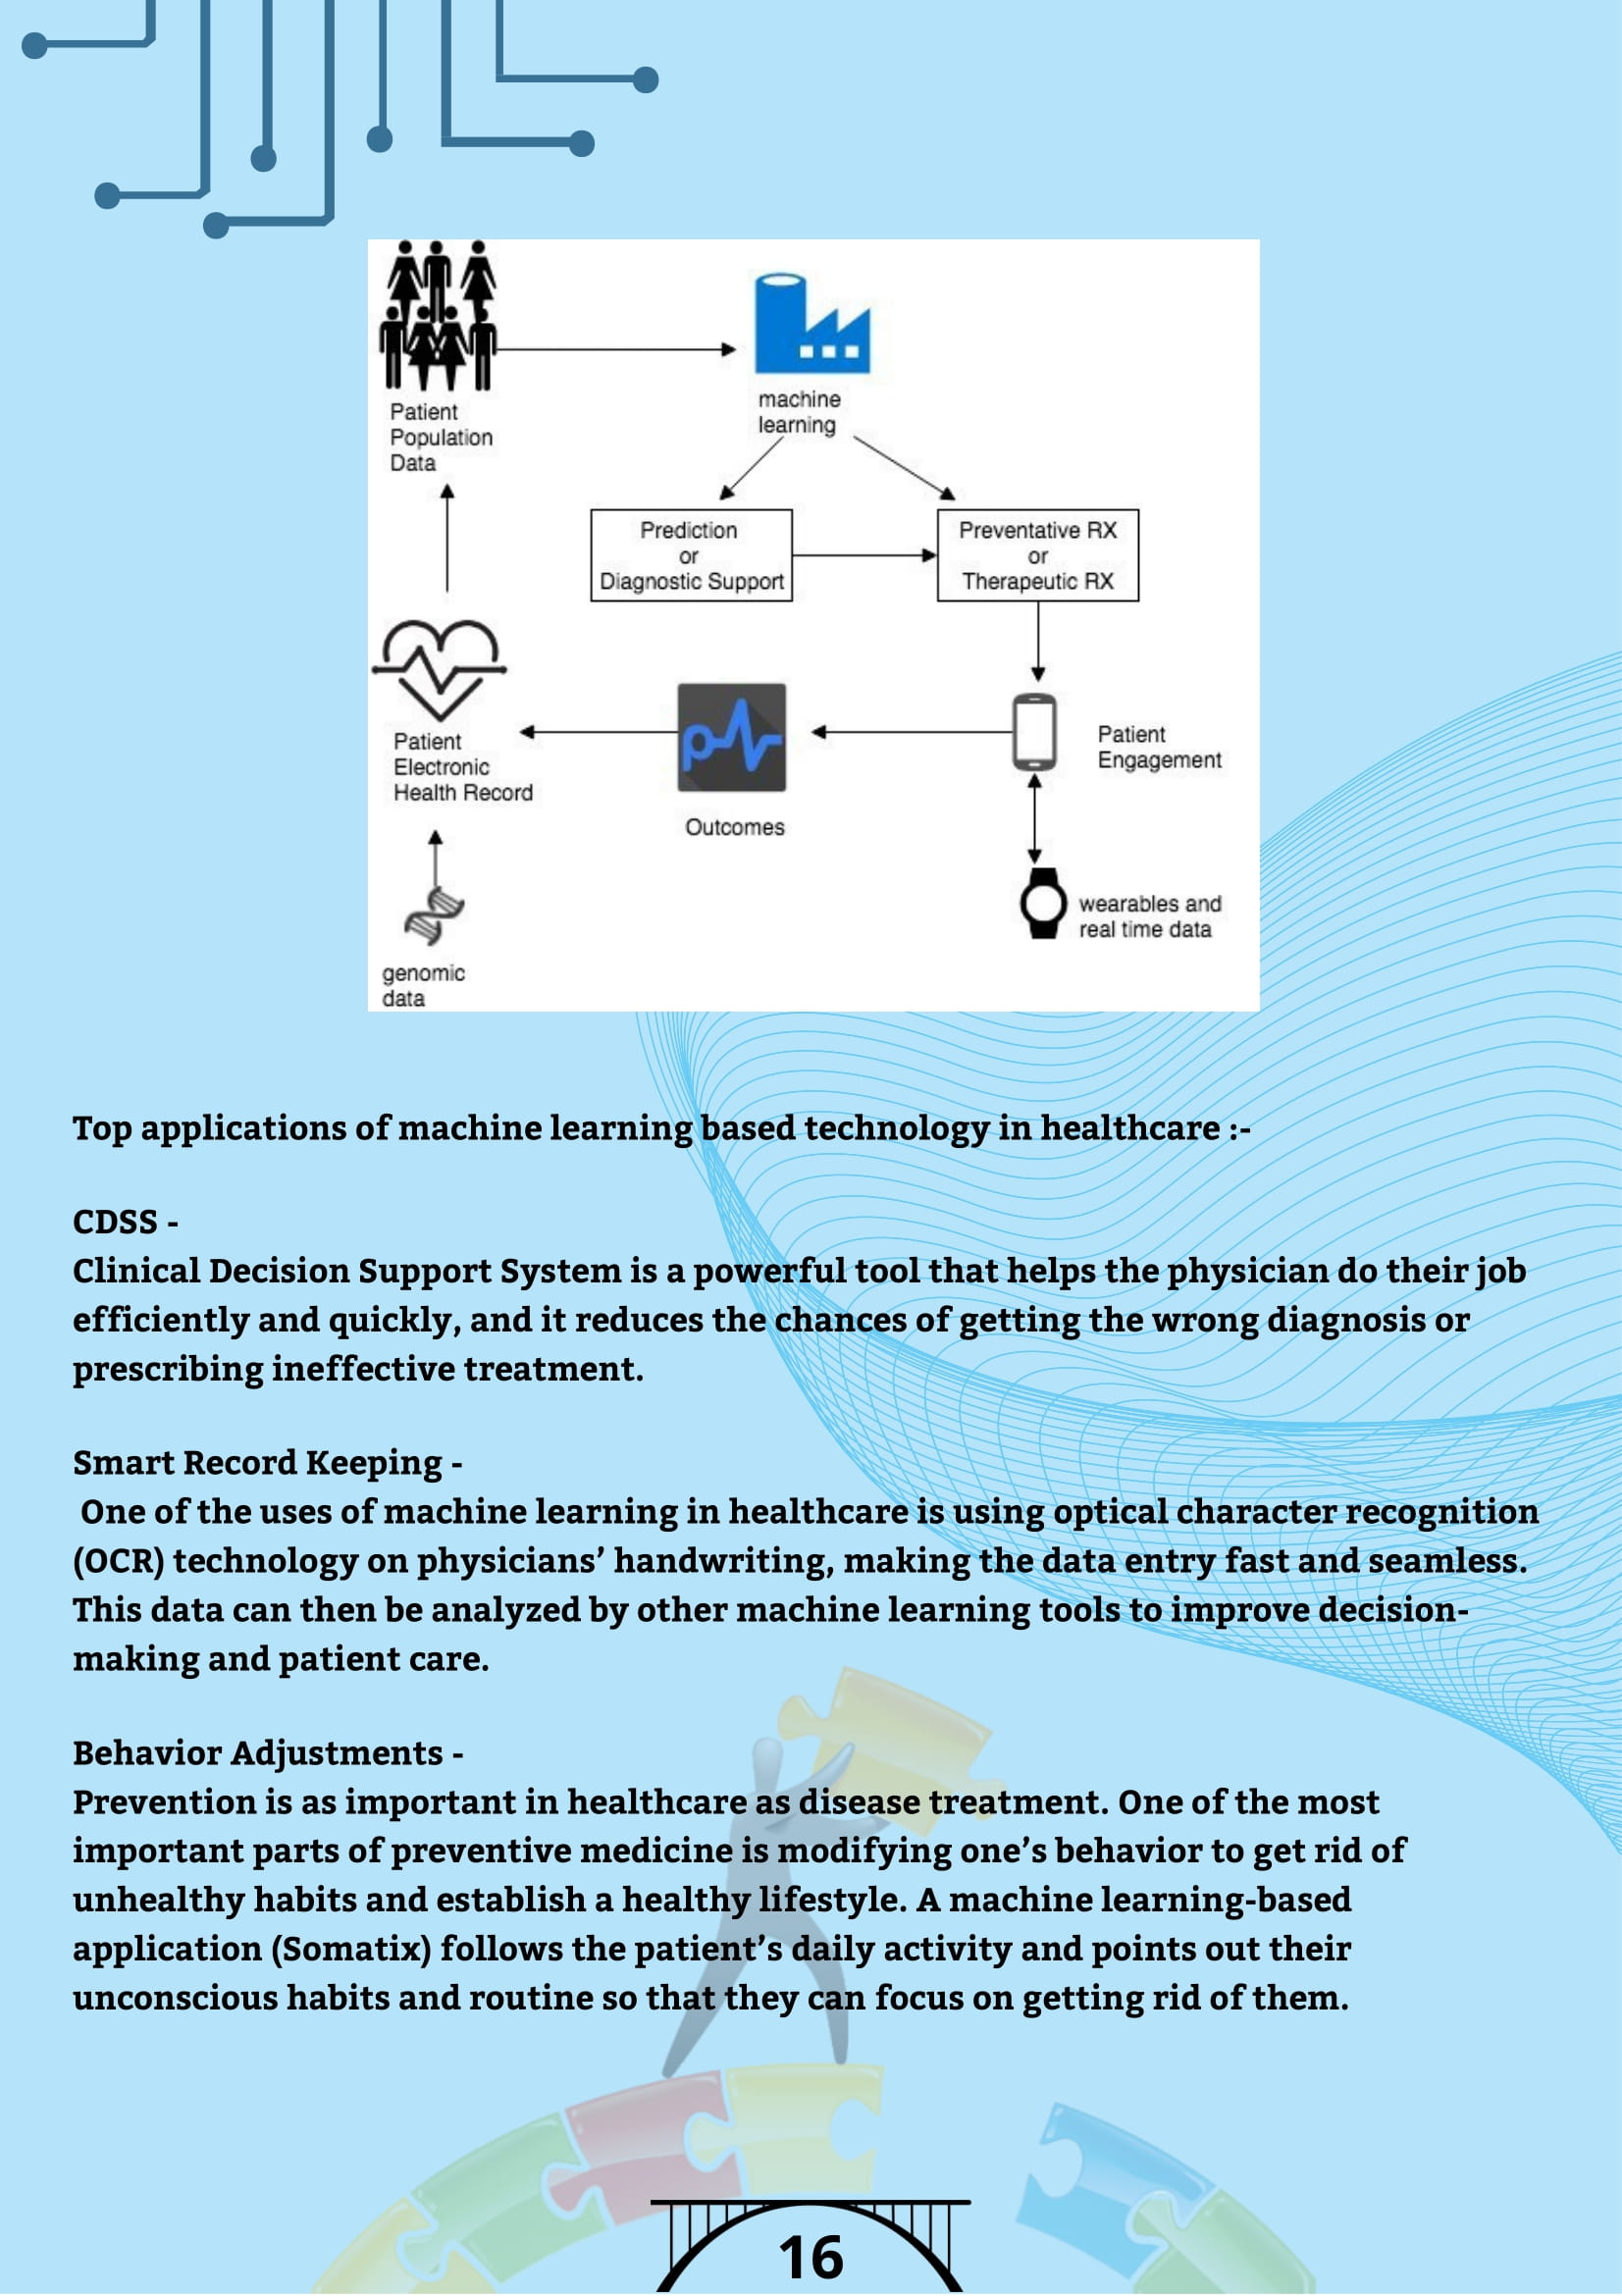 Patient
Population
Data
machine
learning
Prediction
or
Diagnostic Support
Preventative RX
or
Therapeutic RX
Patient
Electronic
Health Record
Outcomes
Patient
Engagement
wearables and
real time data
genomic
data
Top applications of machine learning based technology in healthcare :-
CDSS -
Clinical Decision Support System is a powerful tool that helps the physician do their job
efficiently and quickly, and it reduces the chances of getting the wrong diagnosis or
prescribing ineffective treatment.
Smart Record Keeping -
One of the uses of machine learning in healthcare is using optical character recognition
(OCR) technology on physicians’ handwriting, making the data entry fast and seamless.
This data can then be analyzed by other machine learning tools to improve decision-
making and patient care.
Behavior Adjustments -
Prevention is as important in healthcare as disease treatment. One of the most
important parts of preventive medicine is modifying one’s behavior to get rid of
unhealthy habits and establish a healthy lifestyle. A machine learning-based
application (Somatix) follows the patient’s daily activity and points out their
unconscious habits and routine so that they can focus on getting rid of them.
16